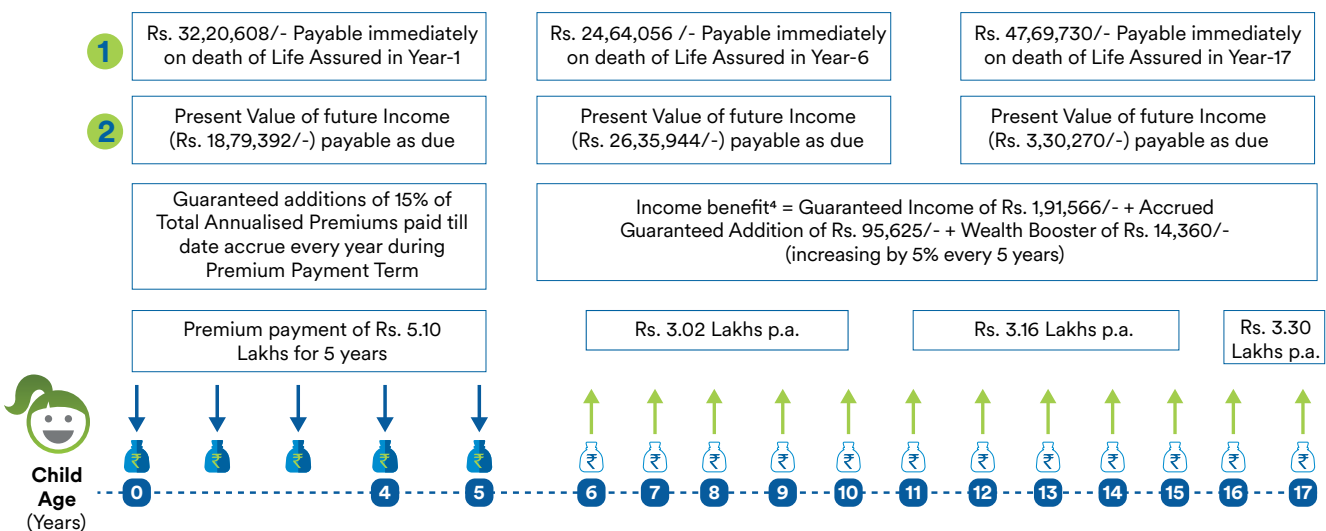 1
Rs. 32,20,608/- Payable immediately
on death of Life Assured in Year-1
Rs. 24,64,056 /- Payable immediately
on death of Life Assured in Year-6
Rs. 47,69,730/- Payable immediately
on death of Life Assured in Year-17
2
Present Value of future Income
(Rs. 18,79,392/-) payable as due
Present Value of future Income
(Rs. 26,35,944/-) payable as due
Present Value of future Income
(Rs. 3,30,270/-) payable as due
Guaranteed additions of 15% of
Total Annualised Premiums paid till
date accrue every year during
Premium Payment Term
Income benefit⁴ = Guaranteed Income of Rs. 1,91,566/- + Accrued
Guaranteed Addition of Rs. 95,625/- + Wealth Booster of Rs. 14,360/-
(increasing by 5% every 5 years)
Premium payment of Rs. 5.10
Lakhs for 5 years
Rs. 3.02 Lakhs p.a.
Rs. 3.16 Lakhs p.a.
Rs. 3.30
Lakhs p.a.
₹ ₹ ₹ ₹ ₹ ₹ ₹ ₹ ₹ ₹ ₹ ₹ ₹ ₹ ₹ ₹ ₹
Child
Age
(Years)
0 4 5 6 7 8 9 10 11 12 13 14 15 16 17